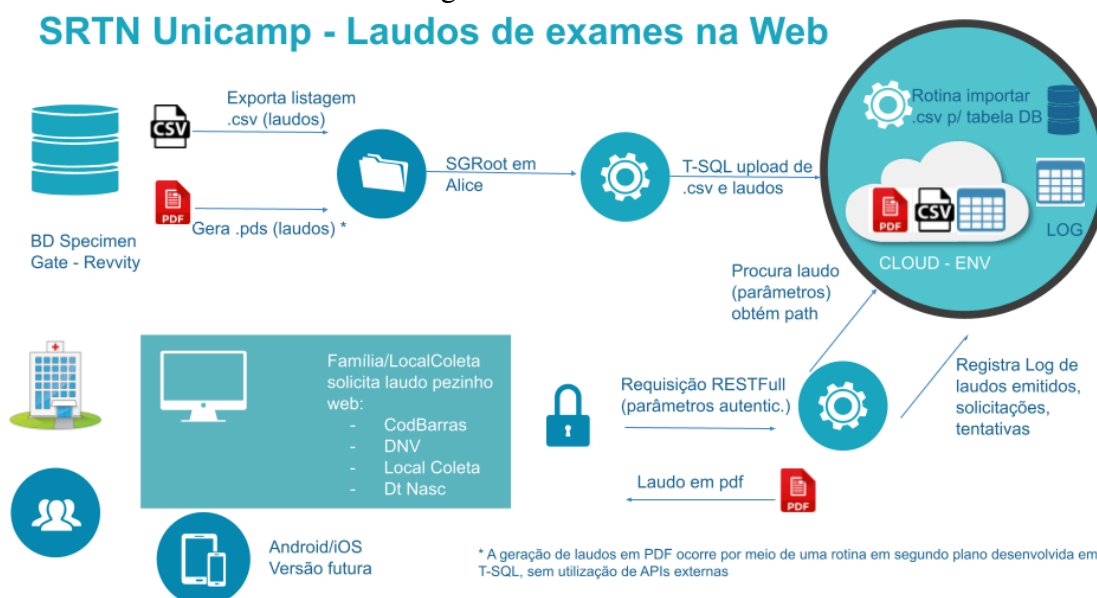 SRTN Unicamp - Laudos de exames na Web
Exporta listagem
.csv (laudos)
CSV
PDF
Gera .pds (laudos) *
BD Specimen
Gate - Revvity
SGRoot em
Alice
T-SQL upload de
.csv e laudos
Rotina importar
.csv p/ tabela DB
PDF
CSV
LOG
CLOUD - ENV
Procura laudo
(parâmetros)
obtém path
Família/LocalColeta
solicita laudo pezinho
web:
- CodBarras
- DNV
- Local Coleta
- Dt Nasc
Requisição RESTFull
(parâmetros autentic.)
Registra Log de
laudos emitidos,
solicitações,
tentativas
Laudo em pdf
PDF
Android/iOS
Versão futura
* A geração de laudos em PDF ocorre por meio de uma rotina em segundo plano desenvolvida em
T-SQL, sem utilização de APIs externas